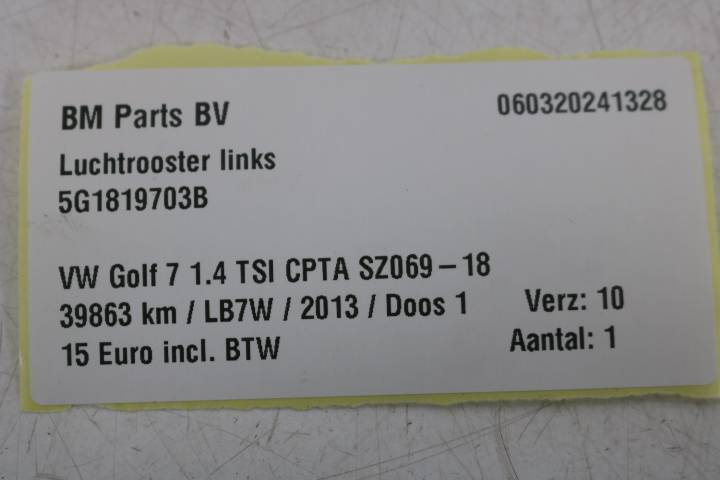 BM Parts BV 060320241328
Luchtrooster links
5G1819703B
VW Golf 7 1.4 TSI CPTA SZ069-18
39863 km / LB7W / 2013 / Doos 1 Verz: 10
15 Euro incl. BTW Aantal: 1